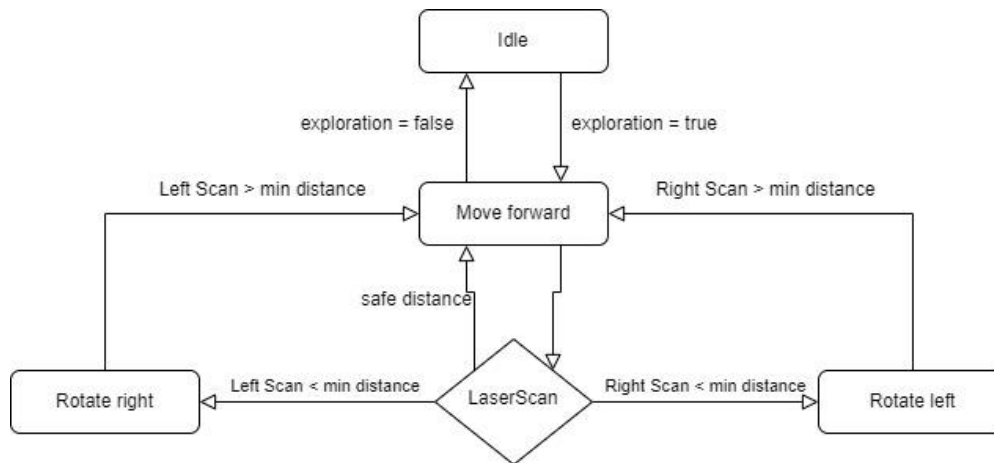 Idle
exploration = false
exploration = true
Left Scan > min distance
Right Scan > min distance
Move forward
safe distance
Rotate right
Left Scan < min distance
LaserScan
Right Scan < min distance
Rotate left